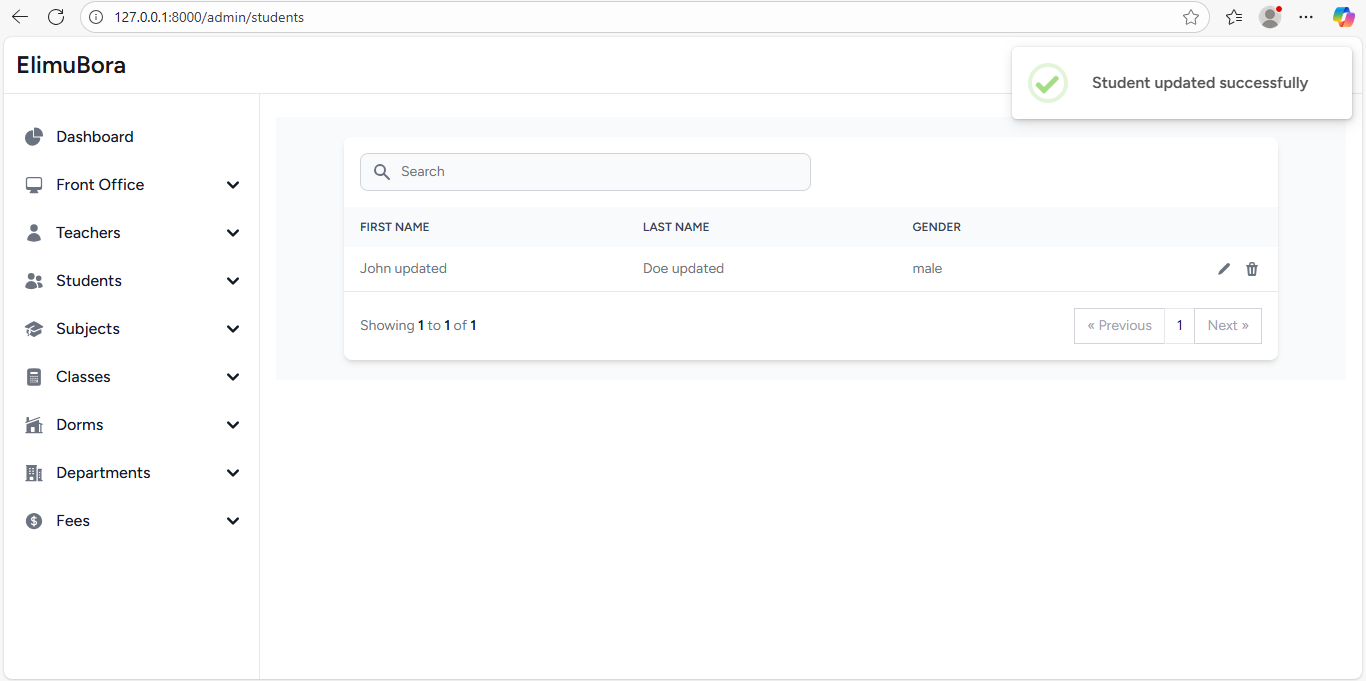 127.0.0.1:8000/admin/students
ElimuBora
Student updated successfully
Dashboard
Front Office
Teachers
Students
Subjects
Classes
Dorms
Departments
Fees
Search
FIRST NAME LAST NAME GENDER
John updated Doe updated male
Showing 1 to 1 of 1
« Previous 1 Next »